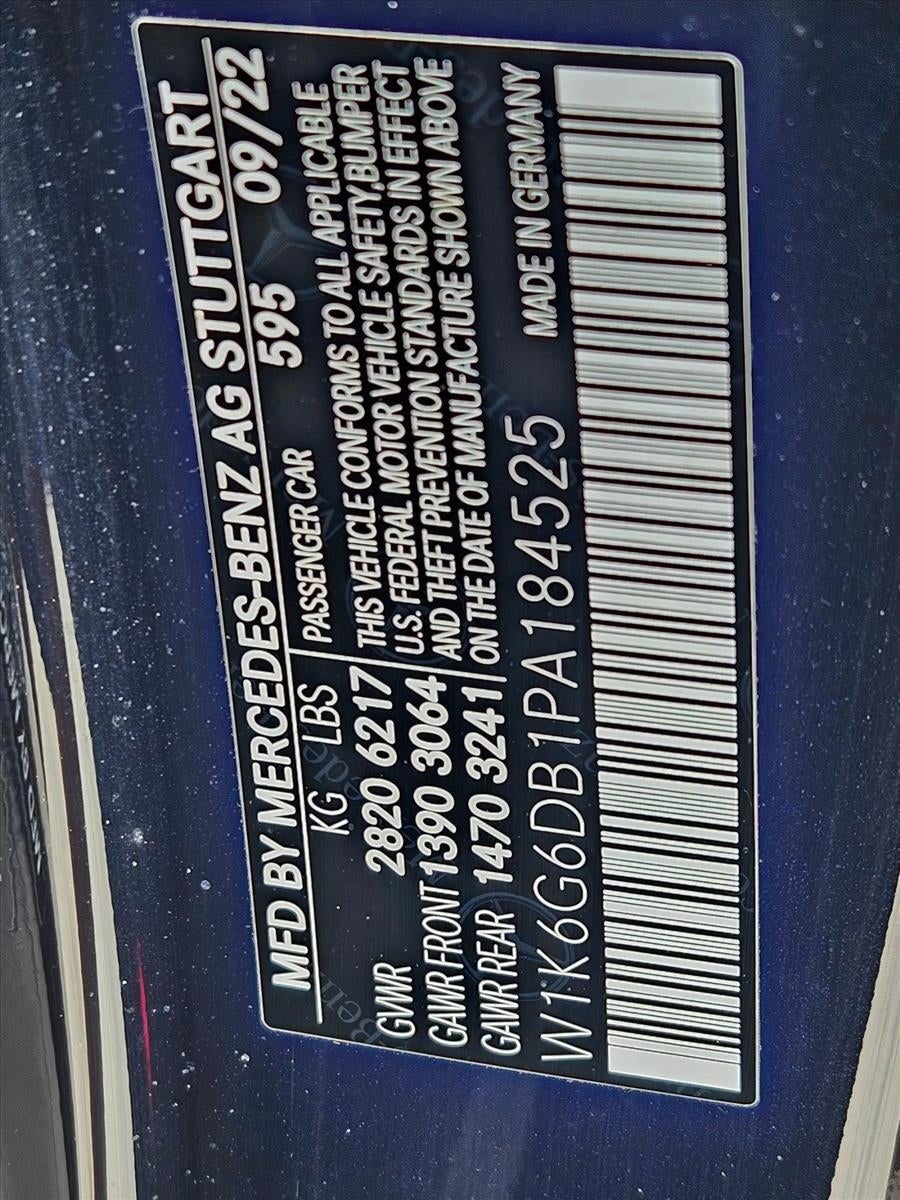 MFD BY MERCEDES-BENZ AG STUTTGART
595 09/22
KG LBS PASSENGER CAR
GVWR 2820 6217
GAWR FRONT 1390 3064
GAWR REAR 1470 3241
THIS VEHICLE CONFORMS TO ALL APPLICABLE
U.S. FEDERAL MOTOR VEHICLE SAFETY,BUMPER
AND THEFT PREVENTION STANDARDS IN EFFECT
ON THE DATE OF MANUFACTURE SHOWN ABOVE
MADE IN GERMANY
W1K6G6DB1PA184525